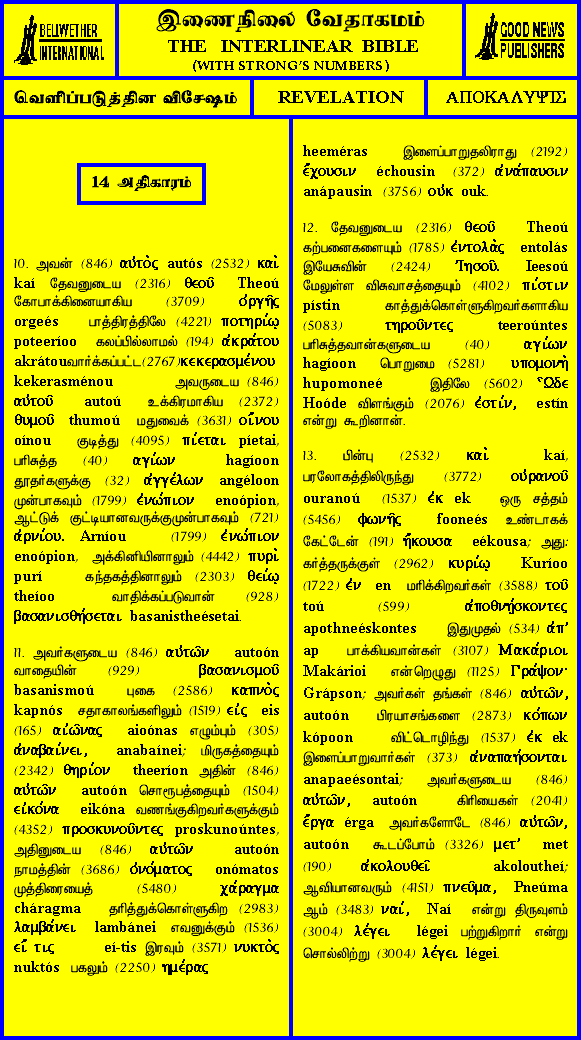 BELLWETHER
INTERNATIONAL
இணைநிலை வேதாகமம்
THE INTERLINEAR BIBLE
(WITH STRONG'S NUMBERS)
GOOD NEWS
PUBLISHERS
வெளிப்படுத்தின விசேஷம்
REVELATION
ΑΠΟΚΑΛΥΨΙΣ
14 அதிகாரம்
10. அவன் (846) αὐτὸς autós (2532) καὶ
kaí தேவனுடைய (2316) θεοῦ Theoú
கோபாக்கினையாகிய (3709) ὀργῆς
orgeés பாத்திரத்திலே (4221) ποτηρίῳ
poteeríoo கலப்பில்லாமல் (194) ἀκράτου
akrátouவார்க்கப்பட்ட(2767)κεκερασμένου
kekerasménou அவருடைய (846)
αὐτοῦ autoú உக்கிரமாகிய (2372)
θυμοῦ thumoú மதுவைக் (3631) οἴνου
oínou குடித்து (4095) πίεται píetai,
பரிசுத்த (40) ἁγίων hagíoon
தூதர்களுக்கு (32) ἀγγέλων angéloon
முன்பாகவும் (1799) ἐνώπιον enoópion,
ஆட்டுக் குட்டியானவருக்குமுன்பாகவும் (721)
ἀρνίου. Arníou (1799) ἐνώπιον
enoópion, அக்கினியினாலும் (4442) πυρὶ
purí கந்தகத்தினாலும் (2303) θείῳ
theíoo வாதிக்கப்படுவான் (928)
βασανισθήσεται basanistheésetai.
11. அவர்களுடைய (846) αὐτῶν autoón
வாதையின் (929) βασανισμοῦ
basanismoú புகை (2586) καπνὸς
kapnós சதாகாலங்களிலும் (1519) εἰς eis
(165) αἰῶνας aioónas எழும்பும் (305)
ἀναβαίνει, anabaínei; மிருகத்தையும்
(2342) θηρίον theeríon அதின் (846)
αὐτῶν autoón சொரூபத்தையும் (1504)
εἰκόνα eikóna வணங்குகிறவர்களுக்கும்
(4352) προσκυνοῦντες proskunoúntes,
அதினுடைய (846) αὐτῶν autoón
நாமத்தின் (3686) ὀνόματος onómatos
முத்திரையைத் (5480) χάραγμα
cháragma தரித்துக்கொள்ளுகிற (2983)
λαμβάνει lambánei எவனுக்கும் (1536)
εἴ τις eí-tis இரவும் (3571) νυκτὸς
nuktós பகலும் (2250) ημέρας
heeméras இளைப்பாறுதலிராது (2192)
ἔχουσιν échousin (372) ἀνάπαυσιν
anápausin (3756) οὐκ ouk.
12. தேவனுடைய (2316) θεοῦ Theoú
கற்பனைகளையும் (1785) ἐντολὰς entolás
இயேசுவின் (2424) Ἰησοῦ. Ieesoú
மேலுள்ள விசுவாசத்தையும் (4102) πίστιν
pístin காத்துக்கொள்ளுகிறவர்களாகிய
(5083) τηροῦντες teeroúntes
பரிசுத்தவான்களுடைய (40) αγίων
hagíoon பொறுமை (5281) υπομονὴ
hupomoneé இதிலே (5602) Ὧδε
Hoóde விளங்கும் (2076) ἐστίν, estín
என்று கூறினான்.
13. பின்பு (2532) καὶ kaí,
பரலோகத்திலிருந்து (3772) οὐρανοῦ
ouranoú (1537) ἐκ ek ஒரு சத்தம்
(5456) φωνῆς fooneés உண்டாகக்
கேட்டேன் (191) ἤκουσα eékousa; அது:
கர்த்தருக்குள் (2962) κυρίῳ Kuríoo
(1722) ἐν en மரிக்கிறவர்கள் (3588) τοῦ
toú (599) ἀποθνήσκοντες
apothneéskontes இதுமுதல் (534) ἀπ'
ap பாக்கியவான்கள் (3107) Μακάριοι
Makárioi என்றெழுது (1125) Γράψον·
Grápson; அவர்கள் தங்கள் (846) αὐτῶν,
autoón பிரயாசங்களை (2873) κόπων
kópoon விட்டொழிந்து (1537) ἐκ ek
இளைப்பாறுவார்கள் (373) ἀναπαήσονται
anapaeésontai; அவர்களுடைய (846)
αὐτῶν, autoón கிரியைகள் (2041)
ἔργα érga அவர்களோடே (846) αὐτῶν,
autoón கூடப்போம் (3326) μετ' met
(190) ἀκολουθεῖ akoloutheí;
ஆவியானவரும் (4151) πνεῦμα, Pneúma
ஆம் (3483) ναί, Naí என்று திருவுளம்
(3004) λέγει légei பற்றுகிறார் என்று
சொல்லிற்று (3004) λέγει légei.